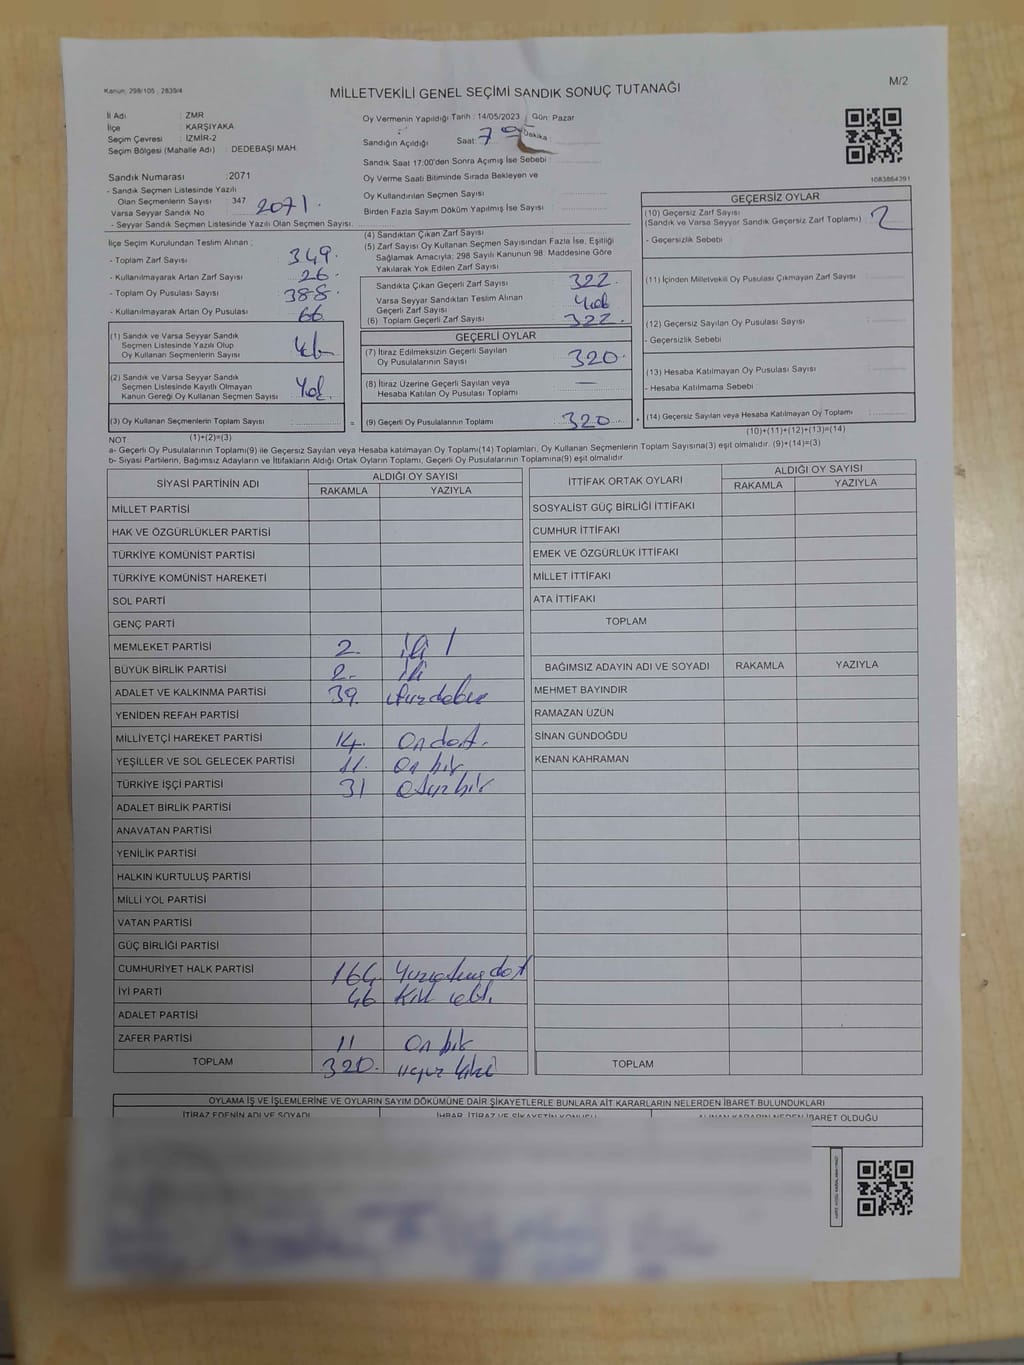 Kanun: 298/105 , 2839/4
MİLLETVEKİLİ GENEL SEÇİMİ SANDIK SONUÇ TUTANAĞI
M/2
İl Adı : ZMR
İlçe : KARŞIYAKA
Seçim Çevresi : İZMİR-2
Seçim Bölgesi (Mahalle Adı) : DEDEBAŞI MAH.
Oy Vermenin Yapıldığı Tarih : 14/05/2023 Gün: Pazar
Sandığın Açıldığı Saat: Dakika :
Sandık Saat 17:00'den Sonra Açılmış İse Sebebi :
Oy Verme Saati Bitiminde Sırada Bekleyen ve
Oy Kullandırılan Seçmen Sayısı
Birden Fazla Sayım Döküm Yapılmış İse Sayısı :
1083864391
Sandık Numarası :2071
- Sandık Seçmen Listesinde Yazılı
Olan Seçmenlerin Sayısı : 347
Varsa Seyyar Sandık No 2071.
- Seyyar Sandık Seçmen Listesinde Yazılı Olan Seçmen Sayısı:
İlçe Seçim Kurulundan Teslim Alınan ;
- Toplam Zarf Sayısı 349.
- Kullanılmayarak Artan Zarf Sayısı 26.
- Toplam Oy Pusulası Sayısı 388.
- Kullanılmayarak Artan Oy Pusulası 66
(1) Sandık ve Varsa Seyyar Sandık
Seçmen Listesinde Yazılı Olup
Oy Kullanan Seçmenlerin Sayısı
(2) Sandık ve Varsa Seyyar Sandık
Seçmen Listesinde Kayıtlı Olmayan
Kanun Gereği Oy Kullanan Seçmen Sayısı
(3) Oy Kullanan Seçmenlerin Toplam Sayısı =
(4) Sandıktan Çıkan Zarf Sayısı
(5) Zarf Sayısı Oy Kullanan Seçmen Sayısından Fazla İse, Eşitliği
Sağlamak Amacıyla; 298 Sayılı Kanunun 98. Maddesine Göre
Yakılarak Yok Edilen Zarf Sayısı
Sandıkta Çıkan Geçerli Zarf Sayısı 322.
Varsa Seyyar Sandıktan Teslim Alınan
Geçerli Zarf Sayısı
(6) Toplam Geçerli Zarf Sayısı 322.
GEÇERLİ OYLAR
(7) İtiraz Edilmeksizin Geçerli Sayılan
Oy Pusulalarının Sayısı 320.
(8) İtiraz Üzerine Geçerli Sayılan veya
Hesaba Katılan Oy Pusulası Toplamı —
(9) Geçerli Oy Pusulalarının Toplamı 320 +
GEÇERSİZ OYLAR
(10) Geçersiz Zarf Sayısı 2
(Sandık ve Varsa Seyyar Sandık Geçersiz Zarf Toplamı)
- Geçersizlik Sebebi
(11) İçinden Milletvekili Oy Pusulası Çıkmayan Zarf Sayısı
(12) Geçersiz Sayılan Oy Pusulası Sayısı
- Geçersizlik Sebebi
(13) Hesaba Katılmayan Oy Pusulası Sayısı
- Hesaba Katılmama Sebebi
(14) Geçersiz Sayılan veya Hesaba Katılmayan Oy Toplamı :
(10)+(11)+(12)+(13)=(14)
NOT (1)+(2)=(3)
a- Geçerli Oy Pusulalarının Toplamı(9) ile Geçersiz Sayılan veya Hesaba katılmayan Oy Toplamı(14) Toplamları, Oy Kullanan Seçmenlerin Toplam Sayısına(3) eşit olmalıdır. (9)+(14)=(3)
b- Siyasi Partilerin, Bağımsız Adayların ve İttifakların Aldığı Ortak Oyların Toplamı, Geçerli Oy Pusulalarının Toplamına(9) eşit olmalıdır.
SİYASİ PARTİNİN ADI ALDIĞI OY SAYISI
RAKAMLA YAZIYLA
MİLLET PARTİSİ
HAK VE ÖZGÜRLÜKLER PARTİSİ
TÜRKİYE KOMÜNİST PARTİSİ
TÜRKİYE KOMÜNİST HAREKETİ
SOL PARTİ
GENÇ PARTİ
MEMLEKET PARTİSİ 2. iki
BÜYÜK BİRLİK PARTİSİ 2. iki
ADALET VE KALKINMA PARTİSİ 39.
YENİDEN REFAH PARTİSİ
MİLLİYETÇİ HAREKET PARTİSİ 14. On dört.
YEŞİLLER VE SOL GELECEK PARTİSİ 11. On bir
TÜRKİYE İŞÇİ PARTİSİ 31 Otuz bir
ADALET BİRLİK PARTİSİ
ANAVATAN PARTİSİ
YENİLİK PARTİSİ
HALKIN KURTULUŞ PARTİSİ
MİLLİ YOL PARTİSİ
VATAN PARTİSİ
GÜÇ BİRLİĞİ PARTİSİ
CUMHURİYET HALK PARTİSİ 164 Yüzaltmış dört
İYİ PARTİ 46 Kırk altı.
ADALET PARTİSİ
ZAFER PARTİSİ 11 On bir
TOPLAM 320. üçyüz
İTTİFAK ORTAK OYLARI ALDIĞI OY SAYISI
RAKAMLA YAZIYLA
SOSYALİST GÜÇ BİRLİĞİ İTTİFAKI
CUMHUR İTTİFAKI
EMEK VE ÖZGÜRLÜK İTTİFAKI
MİLLET İTTİFAKI
ATA İTTİFAKI
TOPLAM
BAĞIMSIZ ADAYIN ADI VE SOYADI RAKAMLA YAZIYLA
MEHMET BAYINDIR
RAMAZAN UZUN
SİNAN GÜNDOĞDU
KENAN KAHRAMAN
TOPLAM
OYLAMA İŞ VE İŞLEMLERİNE VE OYLARIN SAYIM DÖKÜMÜNE DAİR ŞİKAYETLERLE BUNLARA AİT KARARLARIN NELERDEN İBARET BULUNDUKLARI
İTİRAZ EDENİN ADI VE SOYADI İHBAR, İTİRAZ VE ŞİKAYETİN KONUSU ALINAN KARARIN NEDEN İBARET OLDUĞU